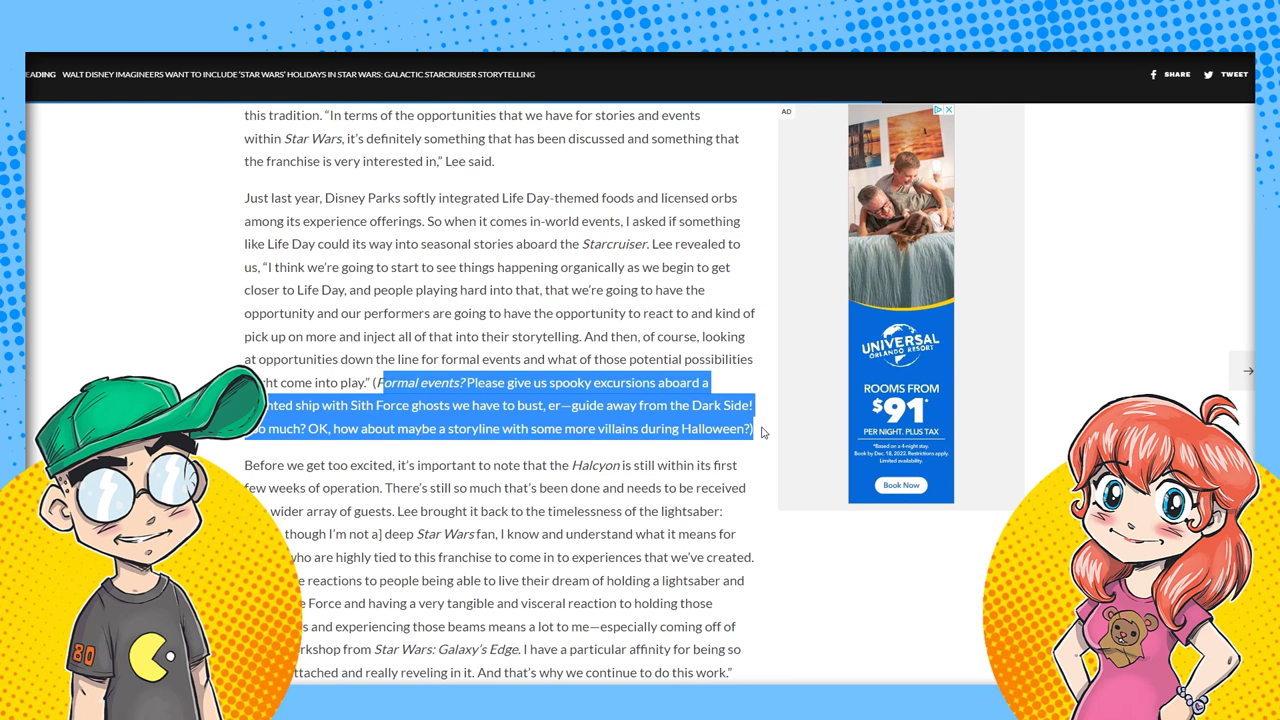 EADING WALT DISNEY IMAGINEERS WANT TO INCLUDE 'STAR WARS' HOLIDAYS IN STAR WARS: GALACTIC STARCRUISER STORYTELLING
SHARE TWEET
this tradition. “In terms of the opportunities that we have for stories and events
within Star Wars, it’s definitely something that has been discussed and something that
the franchise is very interested in,” Lee said.
Just last year, Disney Parks softly integrated Life Day-themed foods and licensed orbs
among its experience offerings. So when it comes in-world events, I asked if something
like Life Day could its way into seasonal stories aboard the Starcruiser. Lee revealed to
us, “I think we’re going to start to see things happening organically as we begin to get
closer to Life Day, and people playing hard into that, that we’re going to have the
opportunity and our performers are going to have the opportunity to react to and kind of
pick up on more and inject all of that into their storytelling. And then, of course, looking
at opportunities down the line for formal events and what of those potential possibilities
ht come into play.” (Formal events? Please give us spooky excursions aboard a
nted ship with Sith Force ghosts we have to bust, er—guide away from the Dark Side!
oo much? OK, how about maybe a storyline with some more villains during Halloween?)
Before we get too excited, it’s important to note that the Halcyon is still within its first
few weeks of operation. There’s still so much that’s been done and needs to be received
wider array of guests. Lee brought it back to the timelessness of the lightsaber:
though I’m not a] deep Star Wars fan, I know and understand what it means for
who are highly tied to this franchise to come in to experiences that we’ve created.
e reactions to people being able to live their dream of holding a lightsaber and
e Force and having a very tangible and visceral reaction to holding those
s and experiencing those beams means a lot to me—especially coming off of
rkshop from Star Wars: Galaxy’s Edge. I have a particular affinity for being so
ttached and really reveling in it. And that’s why we continue to do this work.”
AD
UNIVERSAL
ORLANDO RESORT
ROOMS FROM
$91*
PER NIGHT. PLUS TAX
*Based on a 4-night stay.
Book by Dec. 18, 2023. Restrictions apply.
Limited availability.
Book Now
80